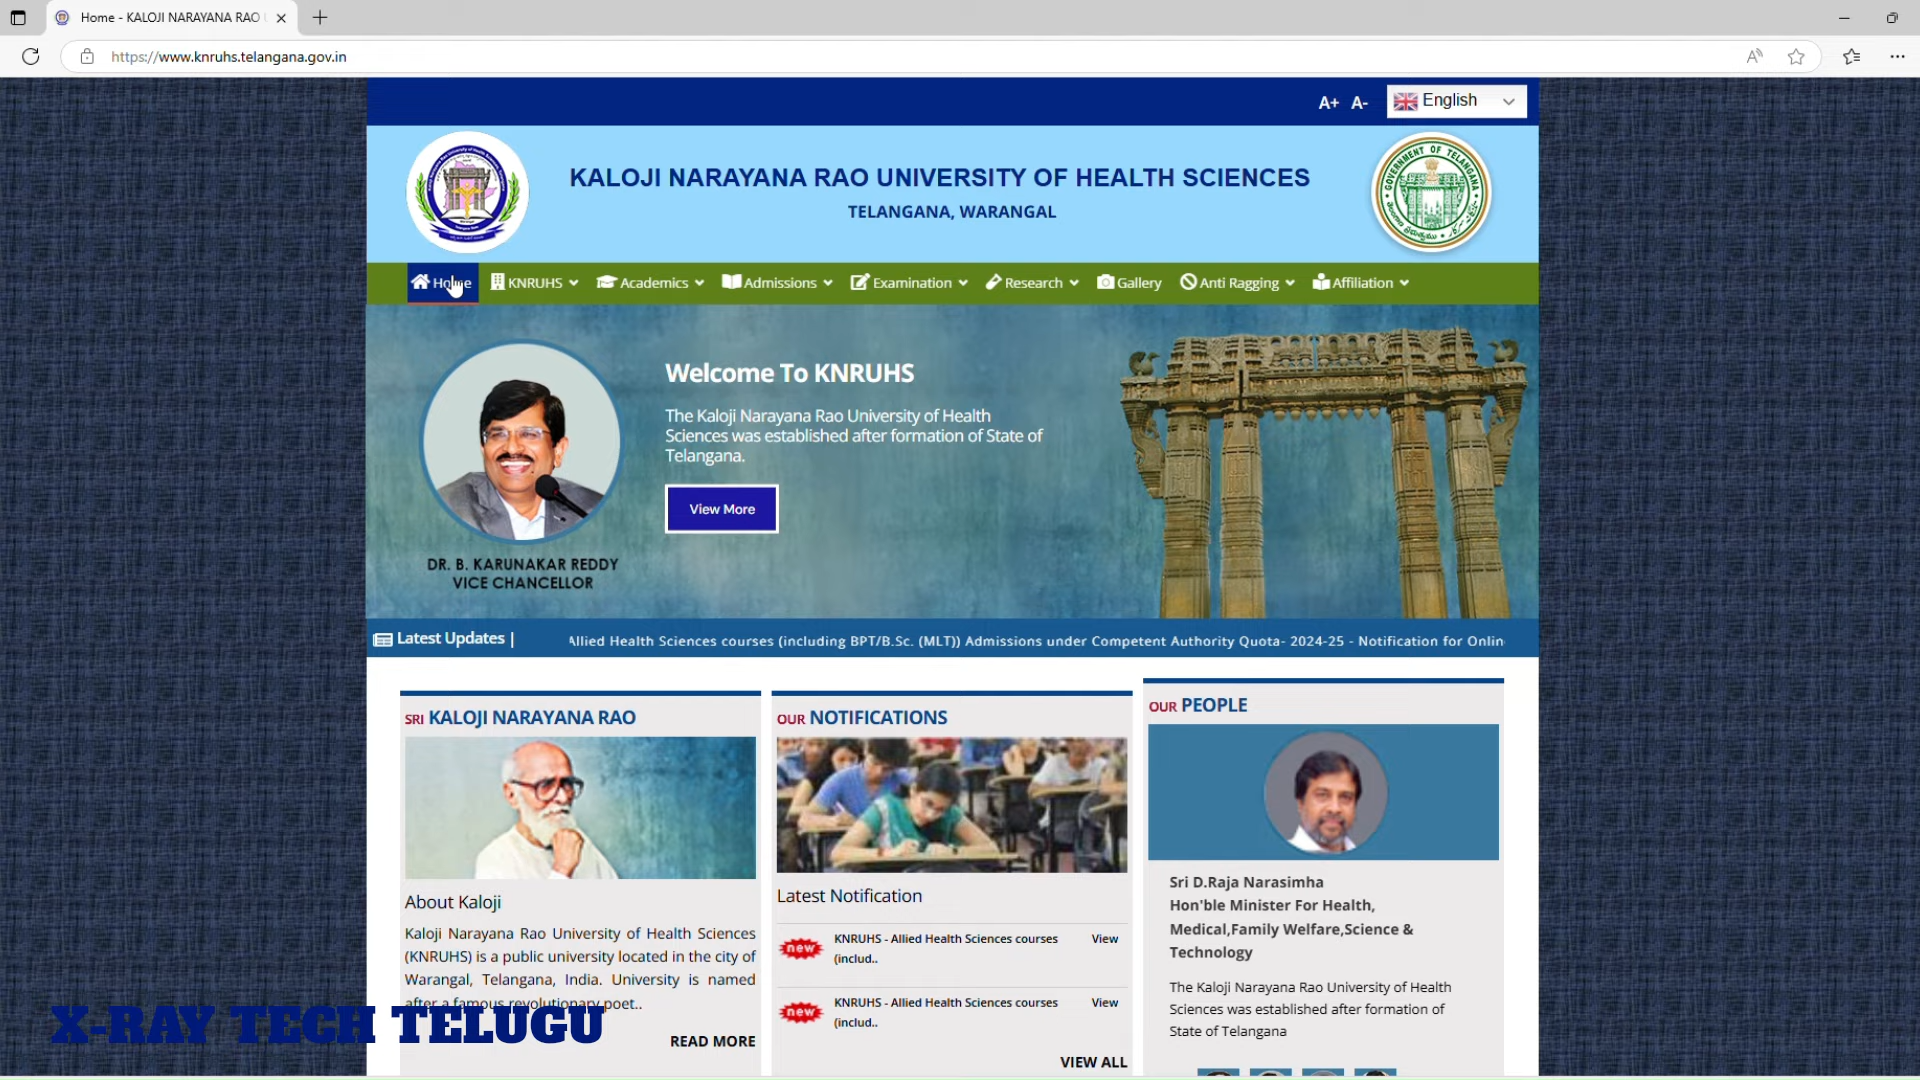 Home - KALOJI NARAYANA RAO
https://www.knruhs.telangana.gov.in
A+ A- English
KALOJI NARAYANA RAO UNIVERSITY OF HEALTH SCIENCES
TELANGANA, WARANGAL
GOVERNMENT OF TELANGANA
Home KNRUHS Academics Admissions Examination Research Gallery Anti Ragging Affiliation
Welcome To KNRUHS
The Kaloji Narayana Rao University of Health
Sciences was established after formation of State of
Telangana.
View More
DR. B. KARUNAKAR REDDY
VICE CHANCELLOR
Latest Updates | Allied Health Sciences courses (including BPT/B.Sc. (MLT)) Admissions under Competent Authority Quota- 2024-25 - Notification for Onlin
SRI KALOJI NARAYANA RAO
About Kaloji
Kaloji Narayana Rao University of Health Sciences
(KNRUHS) is a public university located in the city of
Warangal, Telangana, India. University is named
after a famous revolutionary poet..
READ MORE
OUR NOTIFICATIONS
Latest Notification
new KNRUHS - Allied Health Sciences courses View
(includ..
new KNRUHS - Allied Health Sciences courses View
(includ..
VIEW ALL
OUR PEOPLE
Sri D.Raja Narasimha
Hon'ble Minister For Health,
Medical,Family Welfare,Science &
Technology
The Kaloji Narayana Rao University of Health
Sciences was established after formation of
State of Telangana
X-RAY TECH TELUGU